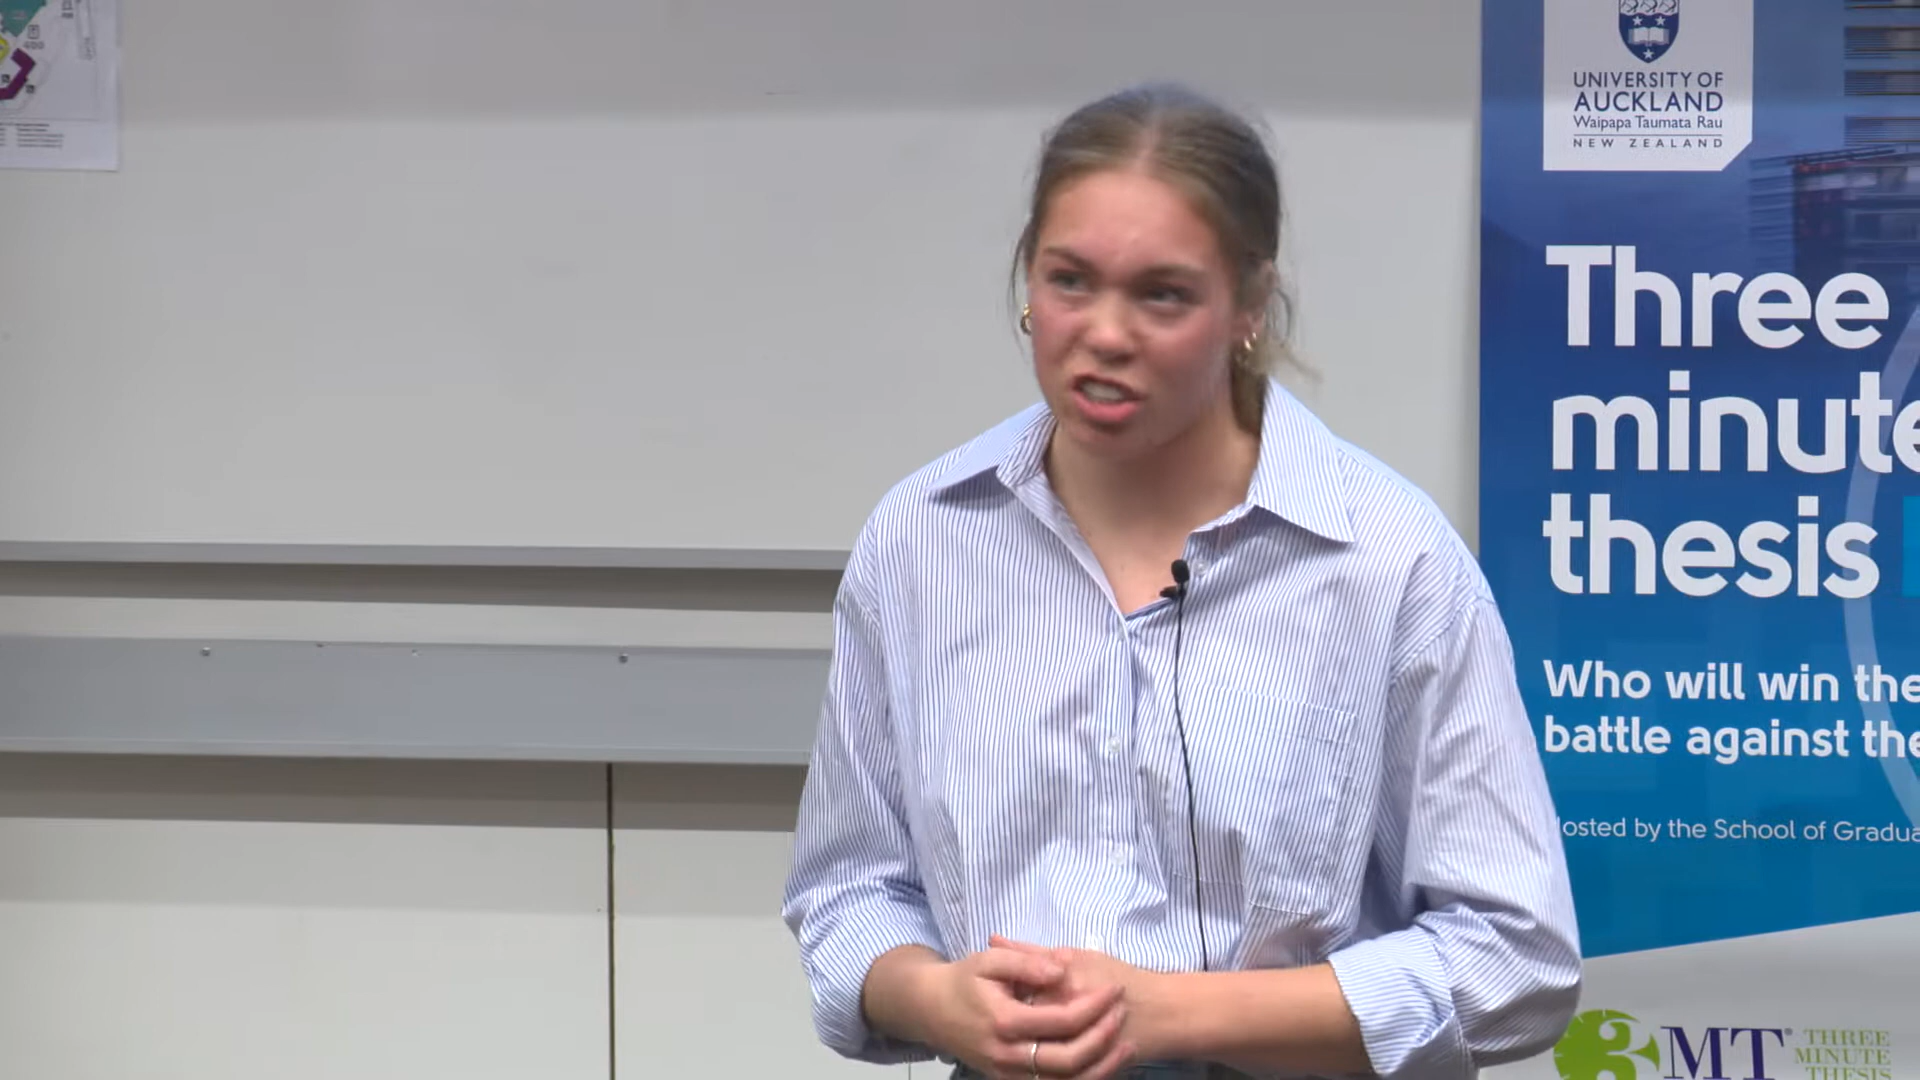 UNIVERSITY OF
AUCKLAND
Waipapa Taumata Rau
NEW ZEALAND
Three
minute
thesis
Who will win the
battle against the
osted by the School of Gradua
3MT®
THREE
MINUTE
THESIS